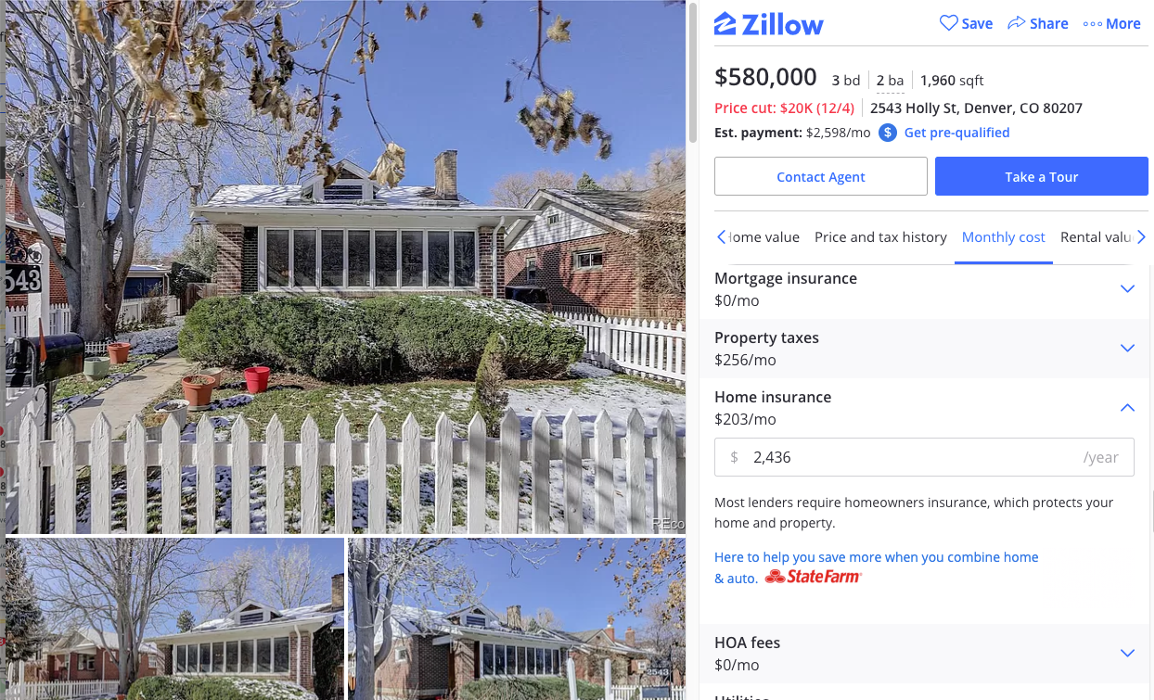 Zillow
Save
Share
More
$580,000 3 bd 2 ba 1,960 sqft
Price cut: $20K (12/4) 2543 Holly St, Denver, CO 80207
Est. payment: $2,598/mo $ Get pre-qualified
Contact Agent
Take a Tour
ome value Price and tax history Monthly cost Rental valu
Mortgage insurance
$0/mo
Property taxes
$256/mo
Home insurance
$203/mo
$ 2,436 /year
Most lenders require homeowners insurance, which protects your
home and property.
Here to help you save more when you combine home
& auto. StateFarm
HOA fees
$0/mo
543
REco
2543